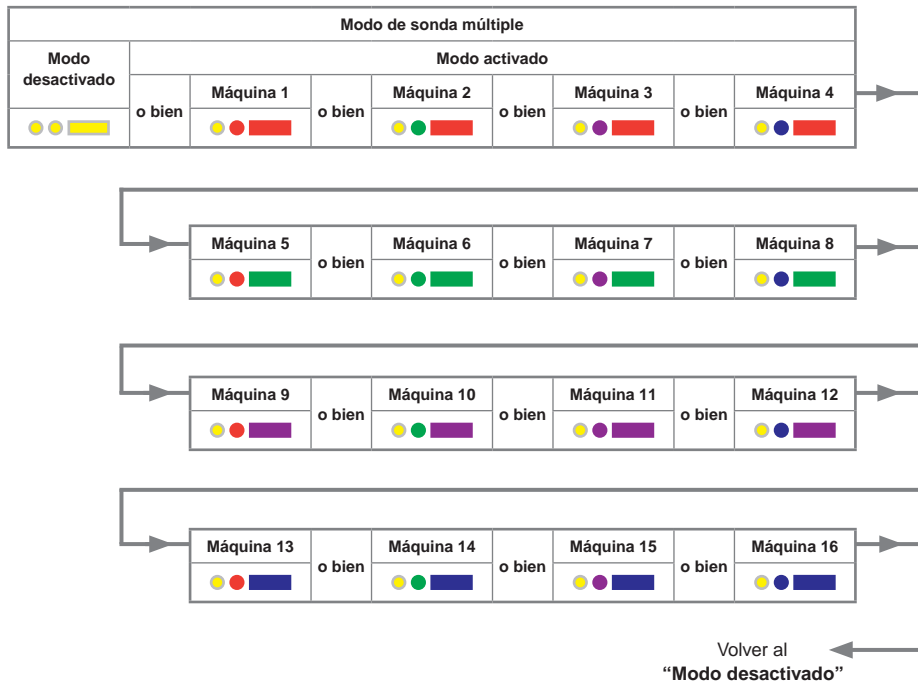 Modo de sonda múltiple
Modo
desactivado
Modo activado
o bien
Máquina 1
o bien
Máquina 2
o bien
Máquina 3
o bien
Máquina 4
Máquina 5
o bien
Máquina 6
o bien
Máquina 7
o bien
Máquina 8
Máquina 9
o bien
Máquina 10
o bien
Máquina 11
o bien
Máquina 12
Máquina 13
o bien
Máquina 14
o bien
Máquina 15
o bien
Máquina 16
Volver al
“Modo desactivado”